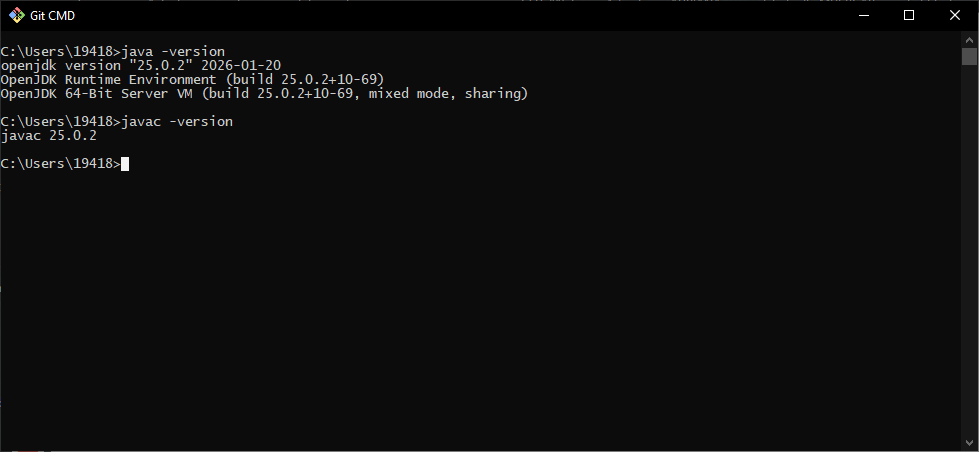 Git CMD
C:\Users\19418>java -version
openjdk version "25.0.2" 2026-01-20
OpenJDK Runtime Environment (build 25.0.2+10-69)
OpenJDK 64-Bit Server VM (build 25.0.2+10-69, mixed mode, sharing)
C:\Users\19418>javac -version
javac 25.0.2
C:\Users\19418>